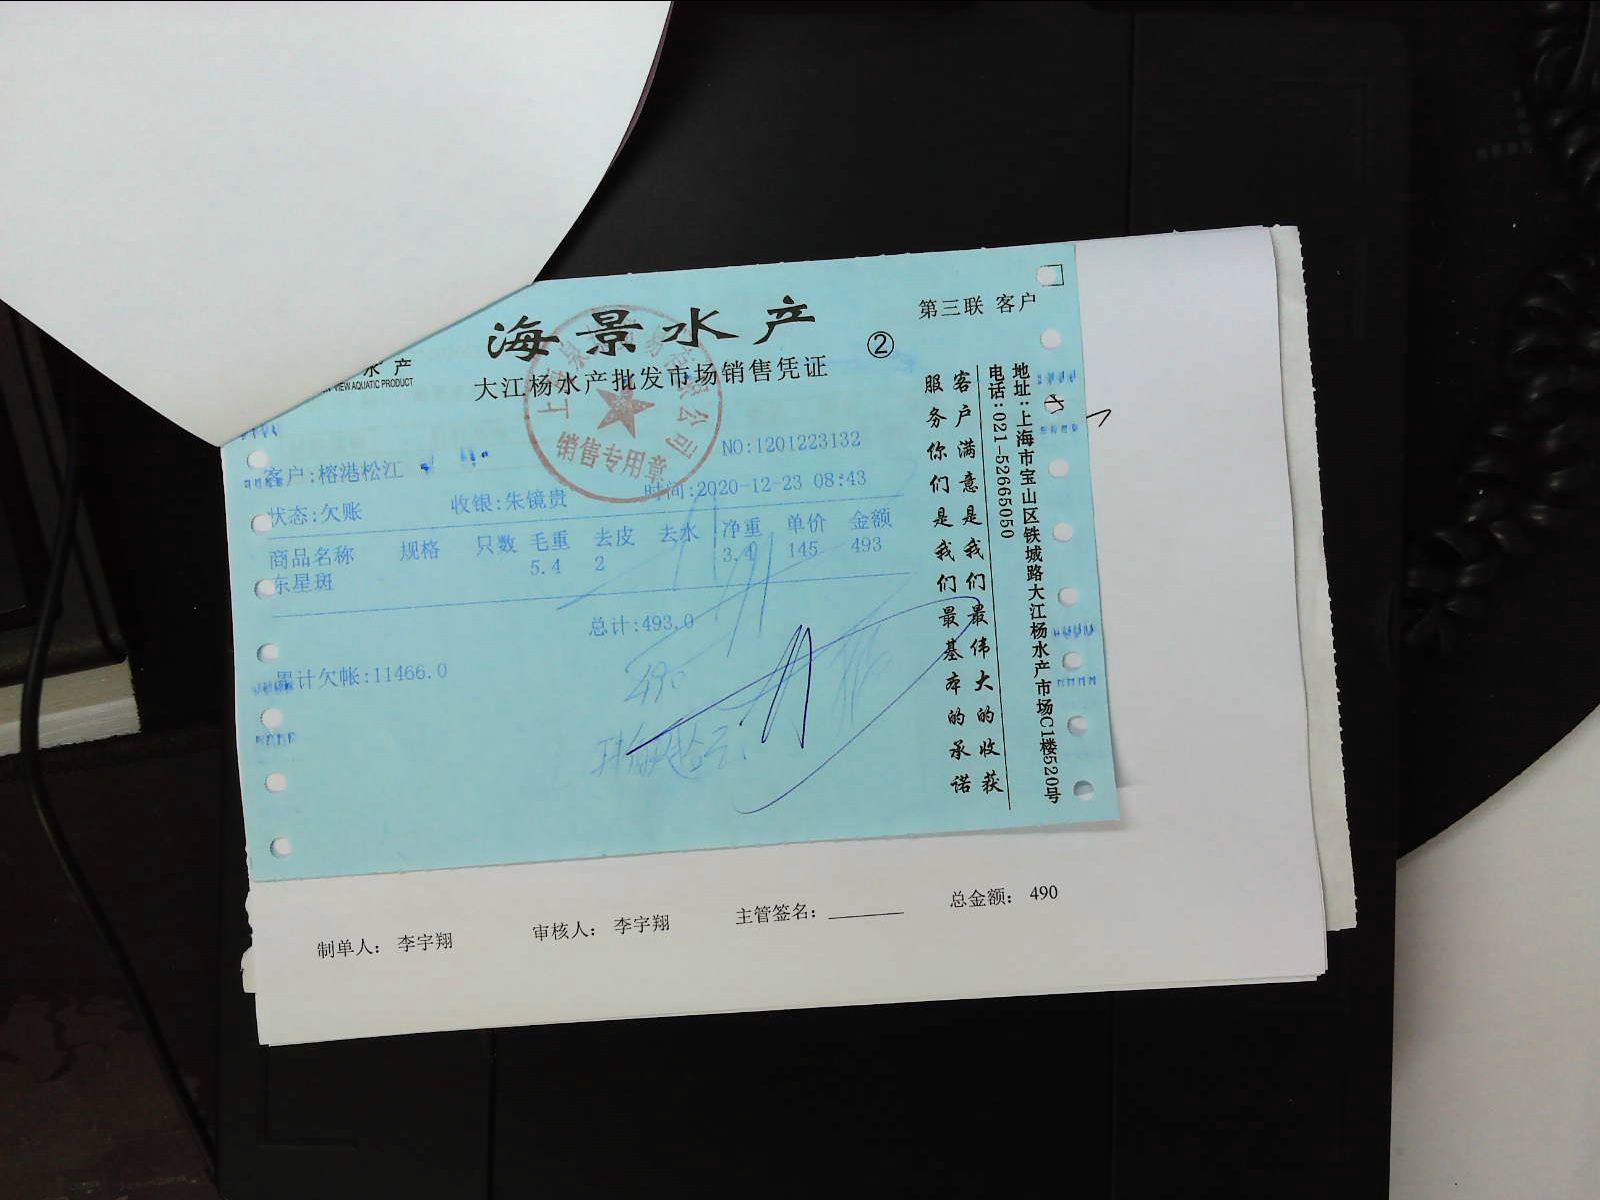 海景水产
第三联 客户
②
大江杨水产批发市场销售凭证
水产
VIEW AQUATIC PRODUCT
销售专用章
NO:1201223132
客户:榕港松江
时间:2020-12-23 08:43
状态:欠账
收银:朱镜贵
商品名称 规格 只数 毛重 去皮 去水 净重 单价 金额
东星斑 5.4 2 3.4 145 493
总计:493.0
490
累计欠帐:11466.0
地址:上海市宝山区铁城路大江杨水产市场C1楼520号
电话:021-52665050
客户满意是我们最伟大的收获
服务你们是我们最基本的承诺
制单人: 李宇翔 审核人: 李宇翔 主管签名: 总金额: 490